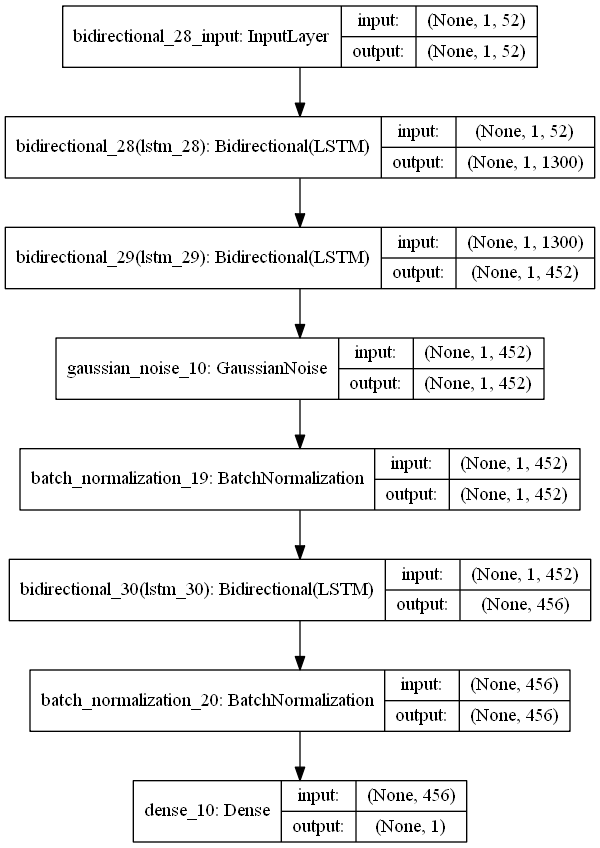 bidirectional_28_input: InputLayer
input: (None, 1, 52)
output: (None, 1, 52)
bidirectional_28(lstm_28): Bidirectional(LSTM)
input: (None, 1, 52)
output: (None, 1, 1300)
bidirectional_29(lstm_29): Bidirectional(LSTM)
input: (None, 1, 1300)
output: (None, 1, 452)
gaussian_noise_10: GaussianNoise
input: (None, 1, 452)
output: (None, 1, 452)
batch_normalization_19: BatchNormalization
input: (None, 1, 452)
output: (None, 1, 452)
bidirectional_30(lstm_30): Bidirectional(LSTM)
input: (None, 1, 452)
output: (None, 456)
batch_normalization_20: BatchNormalization
input: (None, 456)
output: (None, 456)
dense_10: Dense
input: (None, 456)
output: (None, 1)